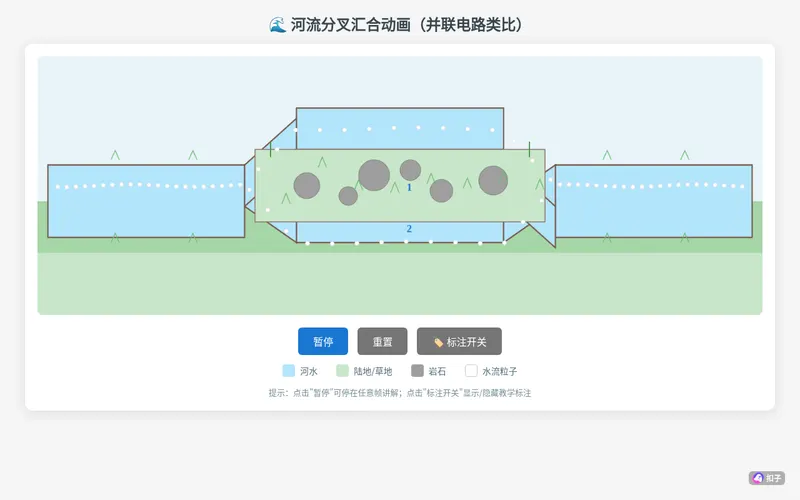 🌊 河流分叉汇合动画（并联电路类比）
1
2
暂停
重置
🏷️ 标注开关
河水
陆地/草地
岩石
水流粒子
提示：点击"暂停"可停在任意帧讲解；点击"标注开关"显示/隐藏教学标注
扣子